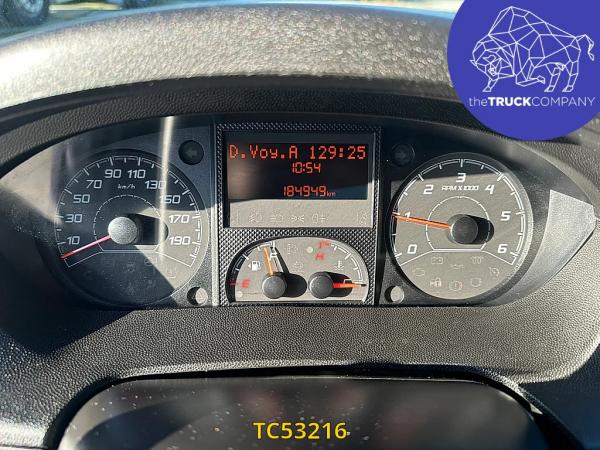 theTRUCKCOMPANY
D.Voy.A 129:25
10:54
184949km
10 30 50 70 90 110 130 150 170 190
km/h
0 1 2 3 4 5 6
RPM X1000
E F
H
TC53216